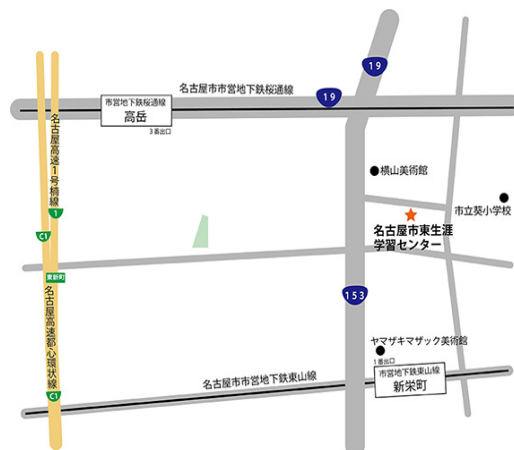 19
名古屋市市営地下鉄桜通線
19
市営地下鉄桜通線
高岳
3番出口
名古屋高速1号楠線
1
C1
横山美術館
市立葵小学校
名古屋市東生涯
学習センター
東新町
名古屋高速都心環状線
153
ヤマザキマザック美術館
1番出口
市営地下鉄東山線
新栄町
名古屋市市営地下鉄東山線
C1